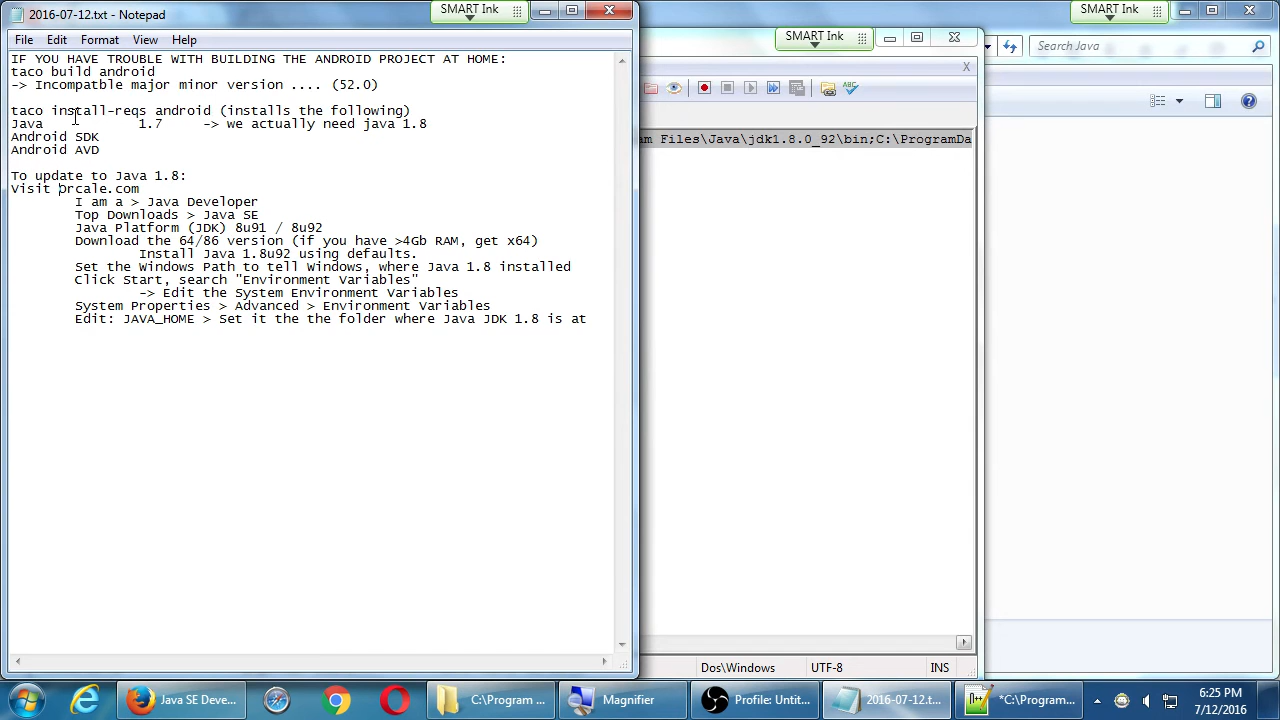 2016-07-12.txt - Notepad
SMART Ink
SMART Ink
File Edit Format View Help
SMART Ink
Search Java
IF YOU HAVE TROUBLE WITH BUILDING THE ANDROID PROJECT AT HOME:
taco build android
-> Incompatble major minor version .... (52.0)
taco install-reqs android (installs the following)
Java 1.7 -> we actually need java 1.8
Android SDK
Android AVD
am Files\Java\jdk1.8.0_92\bin;C:\ProgramDa
To update to Java 1.8:
Visit orcale.com
I am a > Java Developer
Top Downloads > Java SE
Java Platform (JDK) 8u91 / 8u92
Download the 64/86 version (if you have >4Gb RAM, get x64)
Install Java 1.8u92 using defaults.
Set the Windows Path to tell Windows, where Java 1.8 installed
Click Start, search "Environment Variables"
-> Edit the System Environment Variables
System Properties > Advanced > Environment Variables
Edit: JAVA_HOME > Set it the the folder where Java JDK 1.8 is at
Dos\Windows UTF-8 INS
Java SE Deve...
C:\Program ...
Magnifier
Profile: Untit...
2016-07-12.t...
*C:\Program...
6:25 PM
7/12/2016